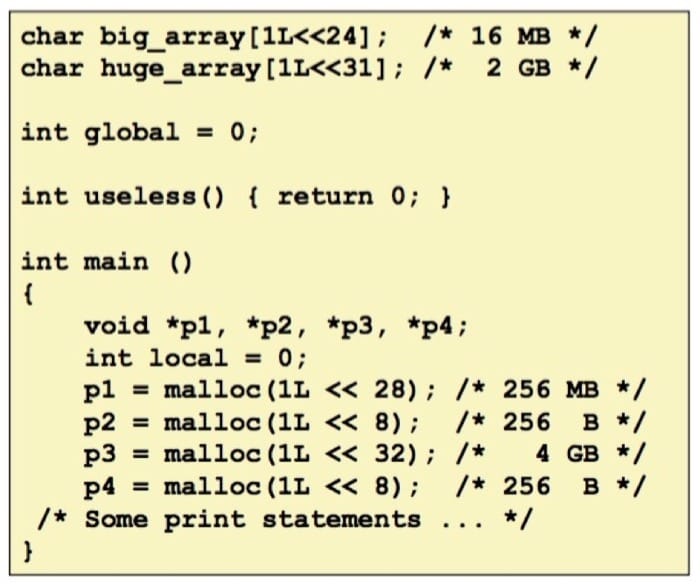 char big_array[1L<<24];  /* 16 MB */
char huge_array[1L<<31]; /*  2 GB */

int global = 0;

int useless() { return 0; }

int main ()
{
    void *p1, *p2, *p3, *p4;
    int local = 0;
    p1 = malloc(1L << 28); /* 256 MB */
    p2 = malloc(1L << 8);  /* 256  B */
    p3 = malloc(1L << 32); /*   4 GB */
    p4 = malloc(1L << 8);  /* 256  B */
 /* Some print statements ... */
}